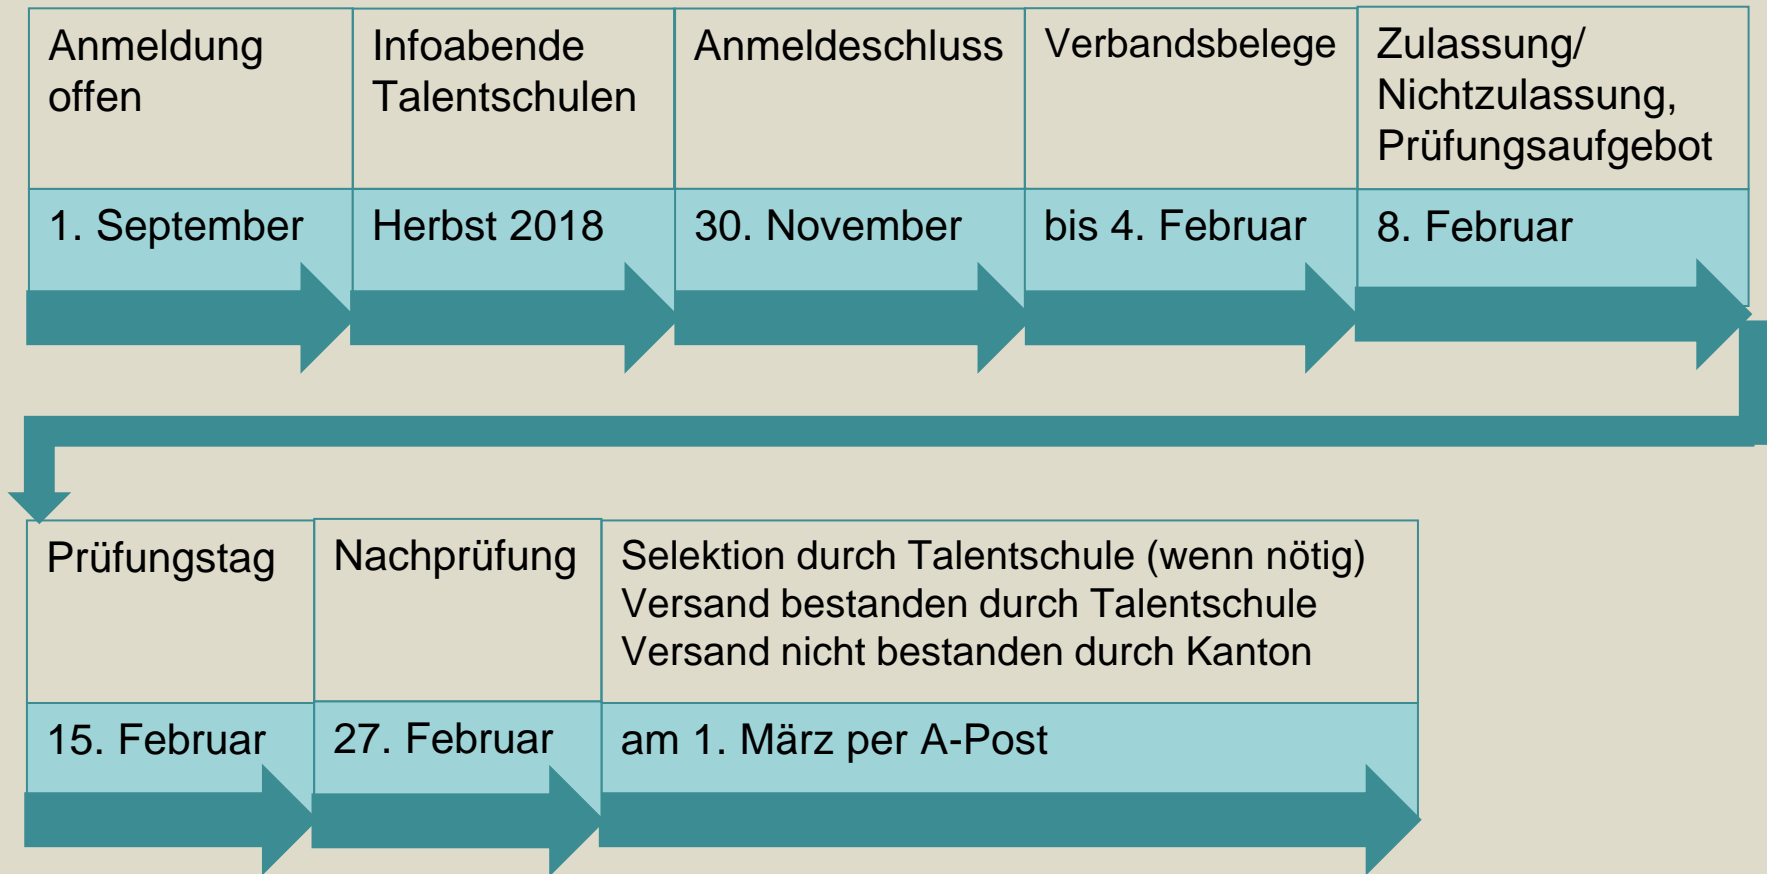 Anmeldung
offen
Infoabende
Talentschulen
Anmeldeschluss
Verbandsbelege
Zulassung/
Nichtzulassung,
Prüfungsaufgebot
1. September
Herbst 2018
30. November
bis 4. Februar
8. Februar
Prüfungstag
Nachprüfung
Selektion durch Talentschule (wenn nötig)
Versand bestanden durch Talentschule
Versand nicht bestanden durch Kanton
15. Februar
27. Februar
am 1. März per A-Post